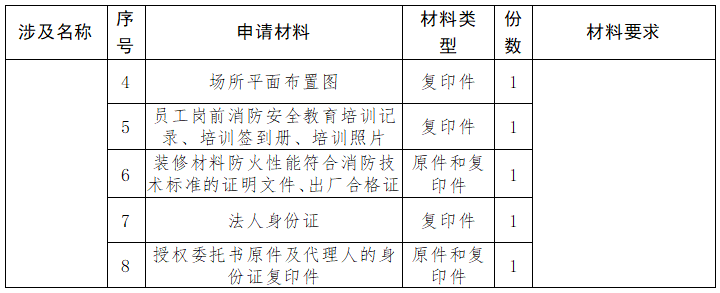 涉及名称 序号 申请材料 材料类型 份数 材料要求
4 场所平面布置图 复印件 1
5 员工岗前消防安全教育培训记录、培训签到册、培训照片 复印件 1
6 装修材料防火性能符合消防技术标准的证明文件、出厂合格证 原件和复印件 1
7 法人身份证 复印件 1
8 授权委托书原件及代理人的身份证复印件 原件和复印件 1